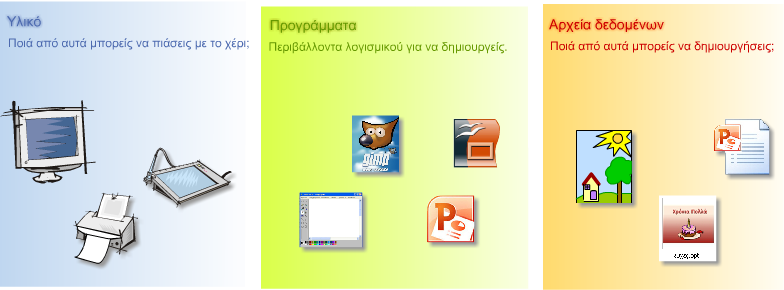 Υλικό
Ποιά από αυτά μπορείς να πιάσεις με το χέρι;
Προγράμματα
Περιβάλλοντα λογισμικού για να δημιουργείς.
Αρχεία δεδομένων
Ποιά από αυτά μπορείς να δημιουργήσεις;
GIMP
P
P
Χρόνια Πολλά